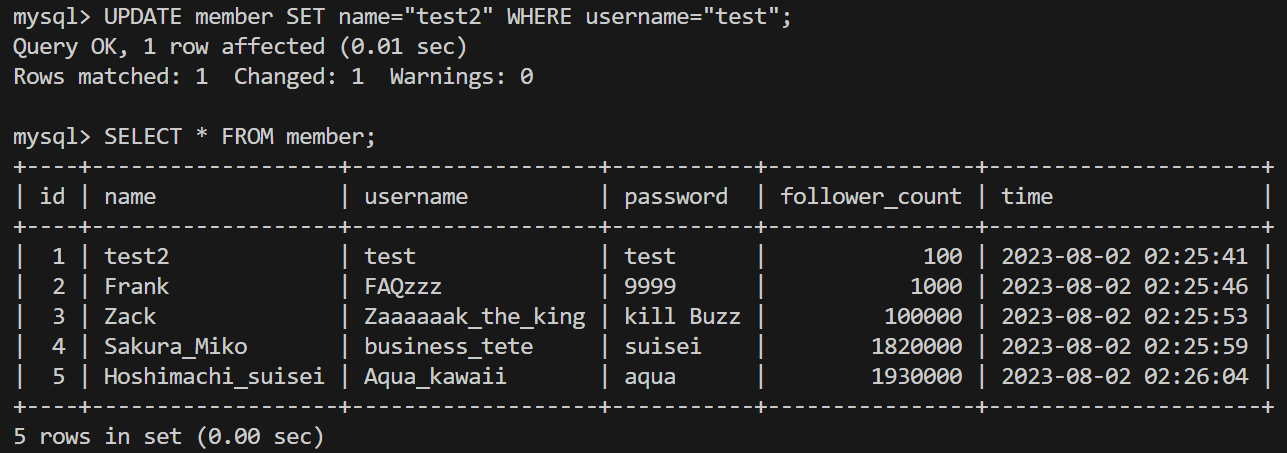 mysql> UPDATE member SET name="test2" WHERE username="test";
Query OK, 1 row affected (0.01 sec)
Rows matched: 1  Changed: 1  Warnings: 0

mysql> SELECT * FROM member;
+----+-------------------+-------------------+-----------+----------------+---------------------+
| id | name              | username          | password  | follower_count | time                |
+----+-------------------+-------------------+-----------+----------------+---------------------+
|  1 | test2             | test              | test      |            100 | 2023-08-02 02:25:41 |
|  2 | Frank             | FAQzzz            | 9999      |           1000 | 2023-08-02 02:25:46 |
|  3 | Zack              | Zaaaaaak_the_king | kill Buzz |         100000 | 2023-08-02 02:25:53 |
|  4 | Sakura_Miko       | business_tete     | suisei    |        1820000 | 2023-08-02 02:25:59 |
|  5 | Hoshimachi_suisei | Aqua_kawaii       | aqua      |        1930000 | 2023-08-02 02:26:04 |
+----+-------------------+-------------------+-----------+----------------+---------------------+
5 rows in set (0.00 sec)